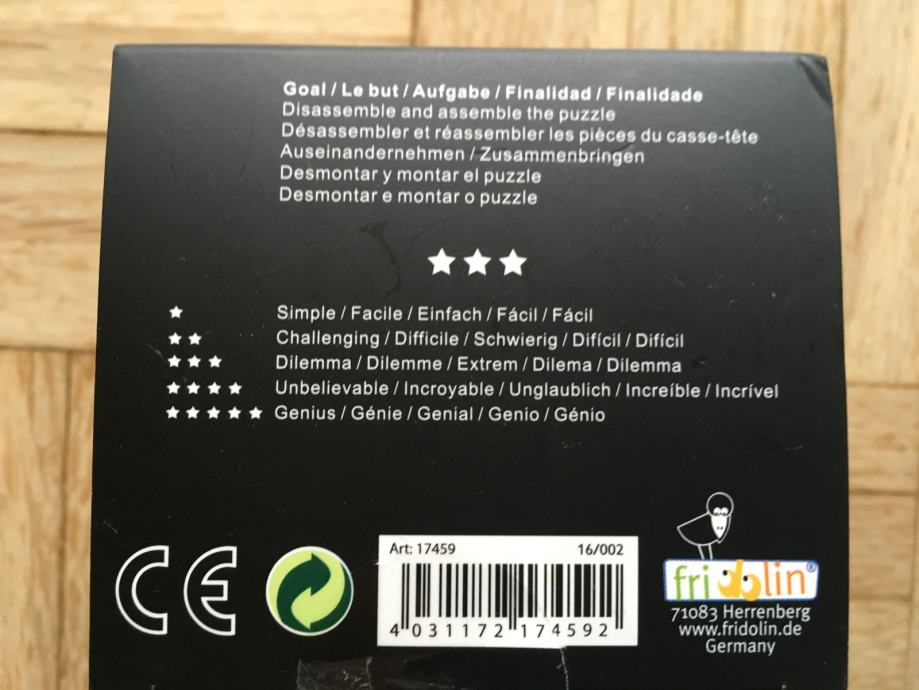 Goal / Le but / Aufgabe / Finalidad / Finalidade
Disassemble and assemble the puzzle
Désassembler et réassembler les pièces du casse-tête
Auseinandernehmen / Zusammenbringen
Desmontar y montar el puzzle
Desmontar e montar o puzzle
Simple / Facile / Einfach / Fácil / Fácil
Challenging / Difficile / Schwierig / Difícil / Difícil
Dilemma / Dilemme / Extrem / Dilema / Dilemma
Unbelievable / Incroyable / Unglaublich / Increíble / Incrível
Genius / Génie / Genial / Genio / Génio
CE
Art: 17459 16/002
4 031172 174592
fridolin®
71083 Herrenberg
www.fridolin.de
Germany